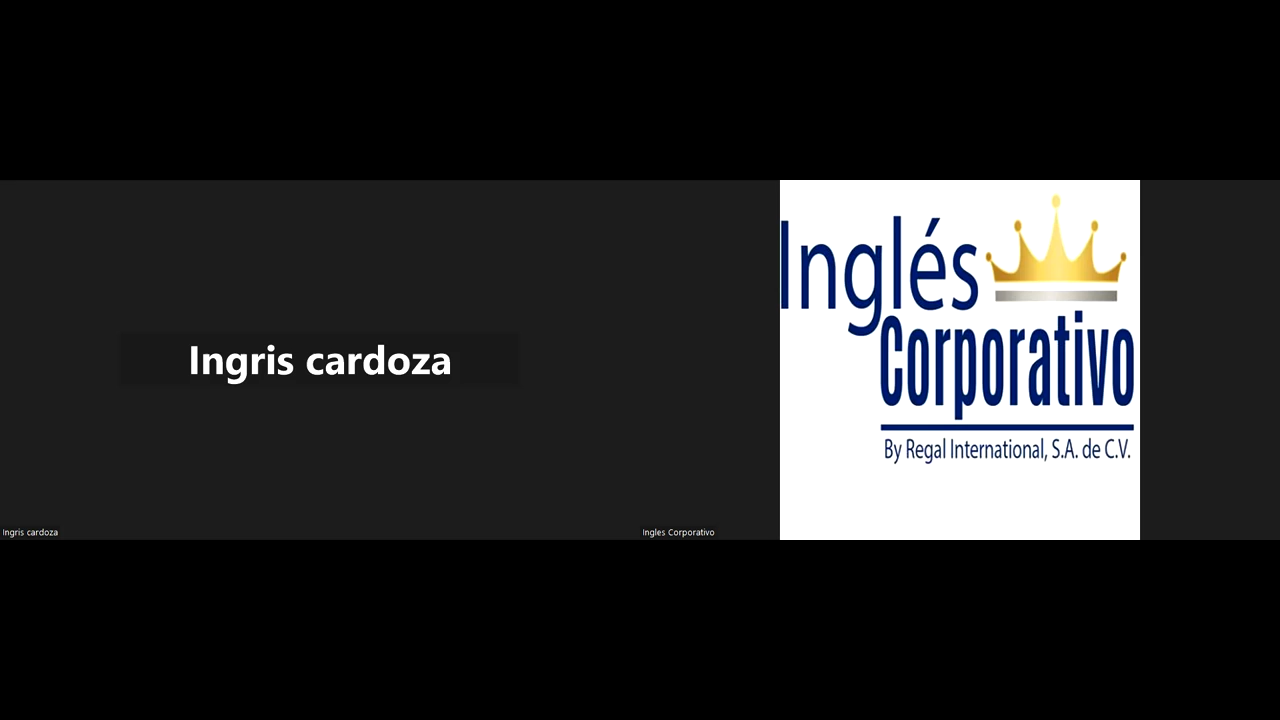 Ingris cardoza
Inglés
Corporativo
By Regal International, S.A. de C.V.
Ingris cardoza
Ingles Corporativo